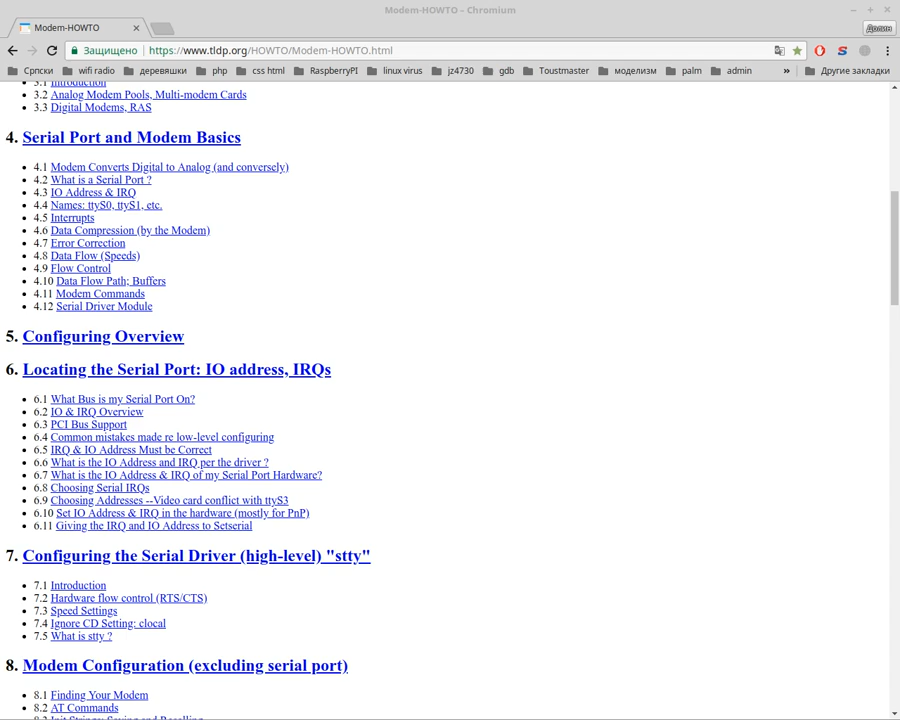 Modem-HOWTO - Chromium
Modem-HOWTO
Долин
Защищено https://www.tldp.org/HOWTO/Modem-HOWTO.html
Српски wifi radio деревяшки php css html RaspberryPI linux virus jz4730 gdb Toustmaster моделизм palm admin » Другие закладки
3.1 Introduction
3.2 Analog Modem Pools, Multi-modem Cards
3.3 Digital Modems, RAS
4. Serial Port and Modem Basics
4.1 Modem Converts Digital to Analog (and conversely)
4.2 What is a Serial Port ?
4.3 IO Address & IRQ
4.4 Names: ttyS0, ttyS1, etc.
4.5 Interrupts
4.6 Data Compression (by the Modem)
4.7 Error Correction
4.8 Data Flow (Speeds)
4.9 Flow Control
4.10 Data Flow Path; Buffers
4.11 Modem Commands
4.12 Serial Driver Module
5. Configuring Overview
6. Locating the Serial Port: IO address, IRQs
6.1 What Bus is my Serial Port On?
6.2 IO & IRQ Overview
6.3 PCI Bus Support
6.4 Common mistakes made re low-level configuring
6.5 IRQ & IO Address Must be Correct
6.6 What is the IO Address and IRQ per the driver ?
6.7 What is the IO Address & IRQ of my Serial Port Hardware?
6.8 Choosing Serial IRQs
6.9 Choosing Addresses --Video card conflict with ttyS3
6.10 Set IO Address & IRQ in the hardware (mostly for PnP)
6.11 Giving the IRQ and IO Address to Setserial
7. Configuring the Serial Driver (high-level) "stty"
7.1 Introduction
7.2 Hardware flow control (RTS/CTS)
7.3 Speed Settings
7.4 Ignore CD Setting: clocal
7.5 What is stty ?
8. Modem Configuration (excluding serial port)
8.1 Finding Your Modem
8.2 AT Commands
8.3 Init Strings: Saving and Recalling